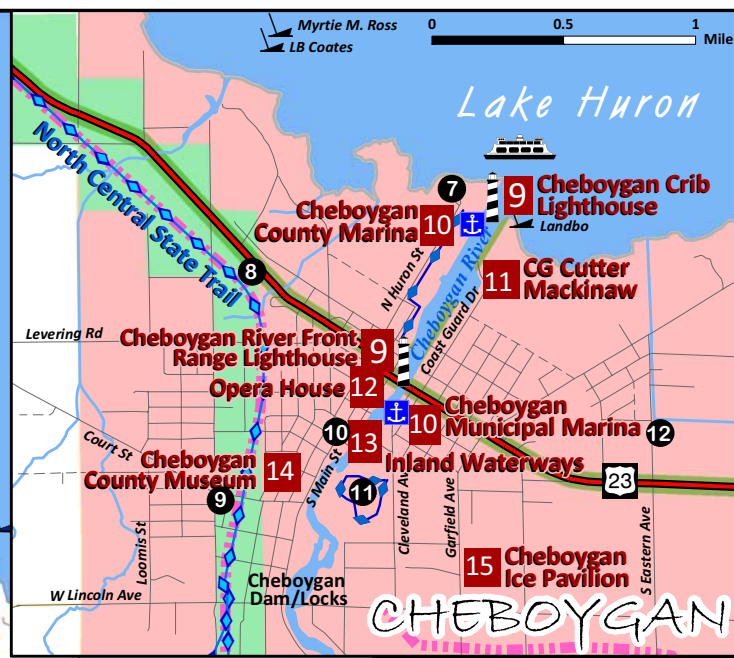 Myrtie M. Ross
LB Coates
0 0.5 1
Mile
Lake Huron
7
9 Cheboygan Crib
Lighthouse
Landbo
Cheboygan 10
County Marina
North Central State Trail
8
N Huron St
Cheboygan River
11 CG Cutter
Mackinaw
Coast Guard Dr
Levering Rd
Cheboygan River Front 9
Range Lighthouse
Opera House 12
10 Cheboygan
Municipal Marina
12
10
13
Inland Waterways
Court St
Cheboygan 14
County Museum
S Main St
11
23
9
Cleveland Av
Garfield Ave
S Eastern Ave
Loomis St
15 Cheboygan
Ice Pavilion
Cheboygan
Dam/Locks
W Lincoln Ave
CHEBOYGAN